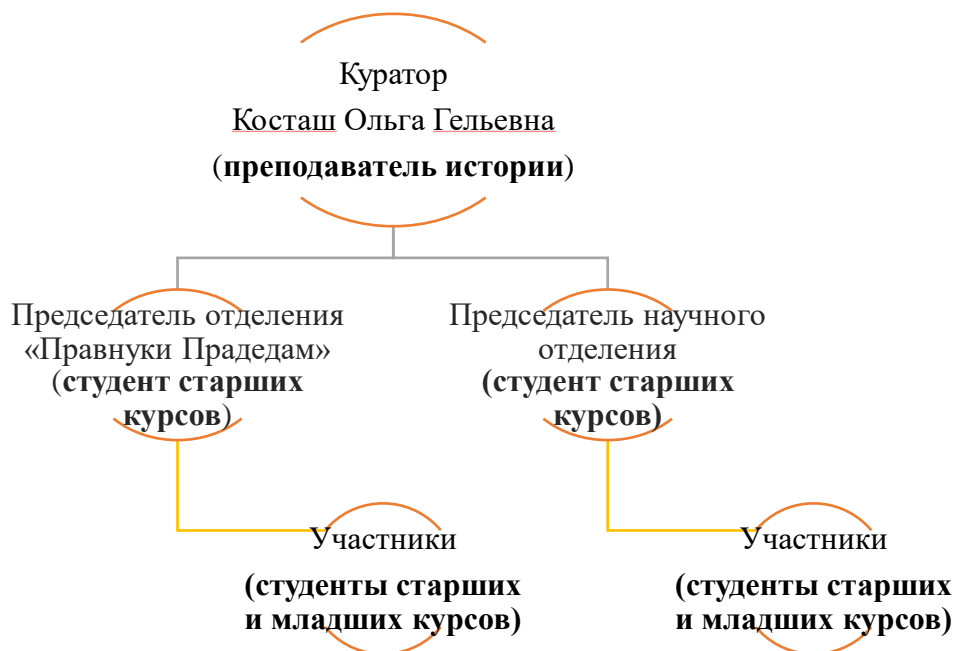 Куратор
Косташ Ольга Гельевна
(преподаватель истории)
Председатель отделения
«Правнуки Прадедам»
(студент старших
курсов)
Председатель научного
отделения
(студент старших
курсов)
Участники
(студенты старших
и младших курсов)
Участники
(студенты старших
и младших курсов)